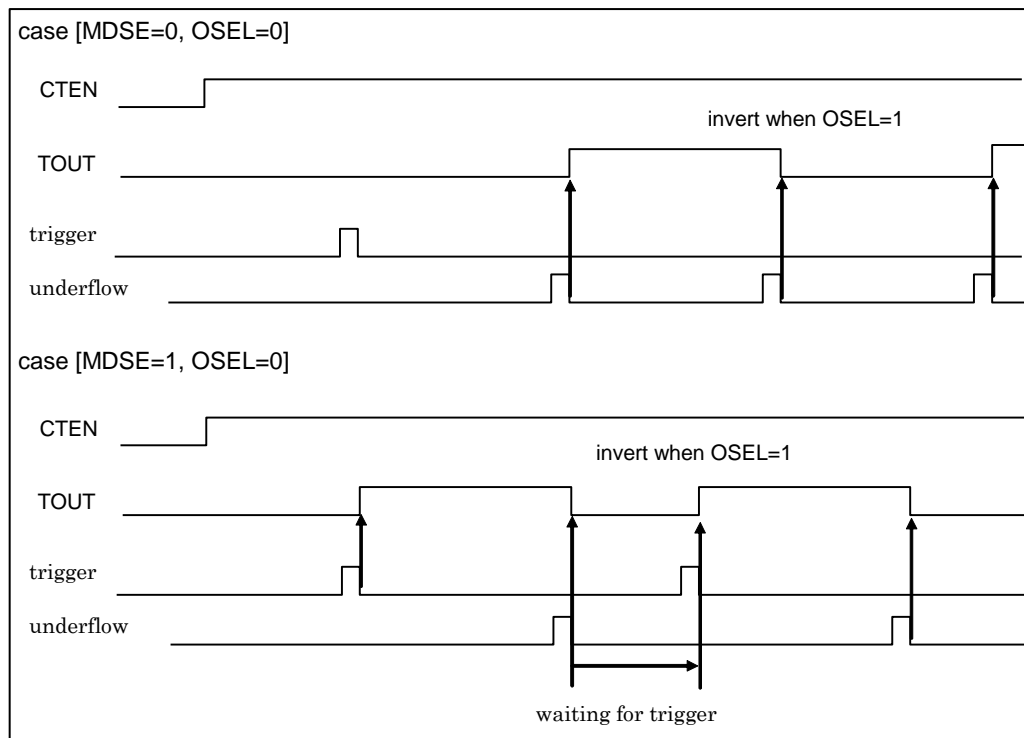 case [MDSE=0, OSEL=0]
CTEN
invert when OSEL=1
TOUT
trigger
underflow
case [MDSE=1, OSEL=0]
CTEN
invert when OSEL=1
TOUT
trigger
underflow
waiting for trigger